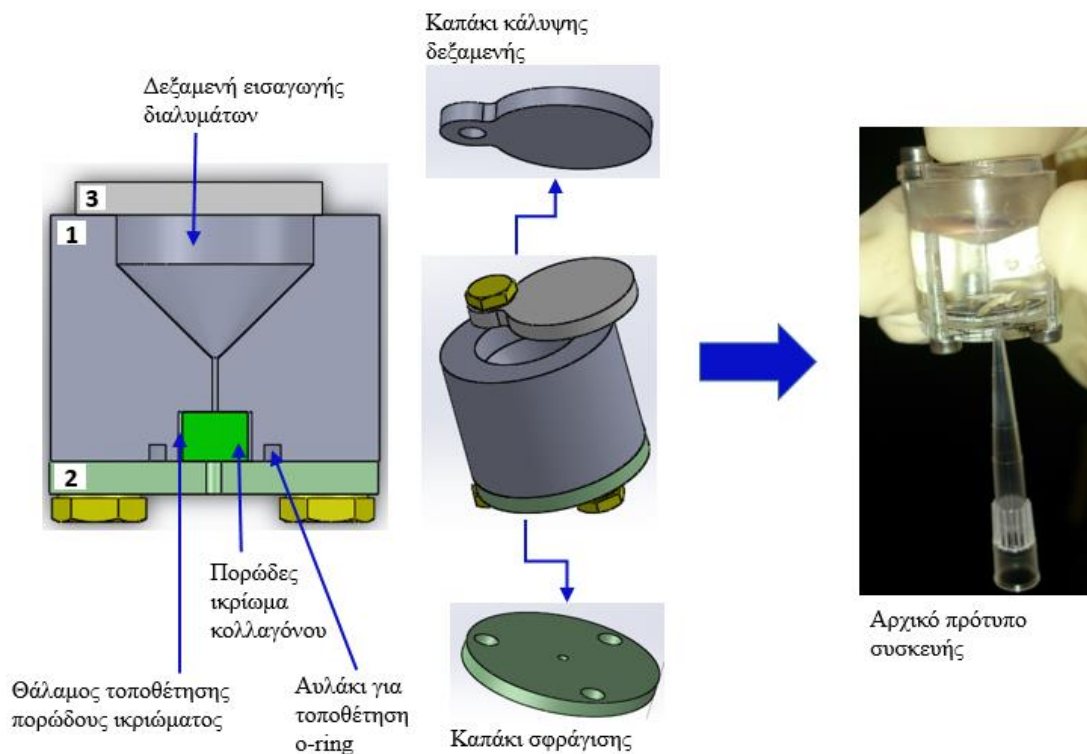 Καπάκι κάλυψης
δεξαμενής
Δεξαμενή εισαγωγής
διαλυμάτων
3
1
2
Πορώδες
ικρίωμα
κολλαγόνου
Θάλαμος τοποθέτησης
πορώδους ικριώματος
Αυλάκι για
τοποθέτηση
o-ring
Καπάκι σφράγισης
Αρχικό πρότυπο
συσκευής